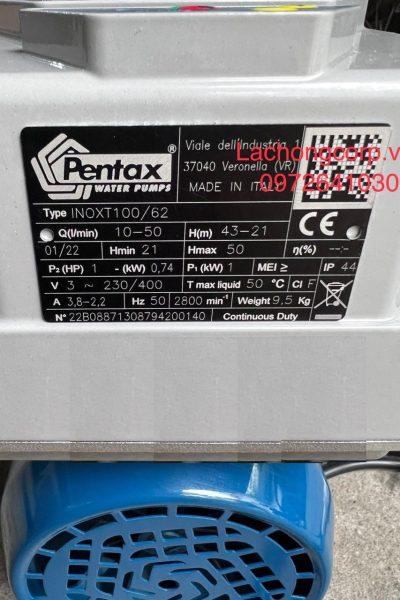 Pentax®
WATER PUMPS
Viale dell'Industria 1
37040 Veronella (VR)
MADE IN ITALY
Lachongcorp.v
0972641030
Type INOXT100/62
Q(l/min) 10-50 H(m) 43-21
01/22 Hmin 21 Hmax 50 η(%) --.-
P2 (HP) 1 - (kW) 0,74 P1 (kW) 1 MEI ≥ IP 44
V 3 ~ 230/400 T max liquid 50 °C Cl F
A 3,8-2,2 Hz 50 2800 min-1 Weight 9,5 Kg
N° 22B08871308794200140 Continuous Duty
CE